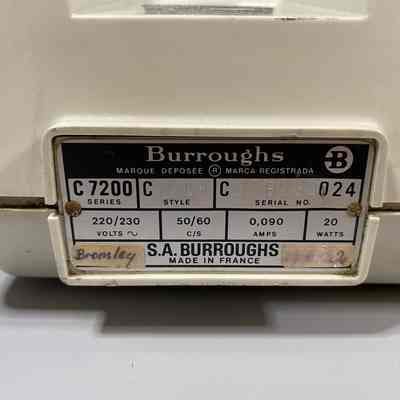 Burroughs B
MARQUE DEPOSÉE ® MARCA REGISTRADA
C 7200 C C 024
SERIES STYLE SERIAL NO.
220/230 50/60 0,090 20
VOLTS ~ C/S AMPS WATTS
Bromley S.A. BURROUGHS
MADE IN FRANCE